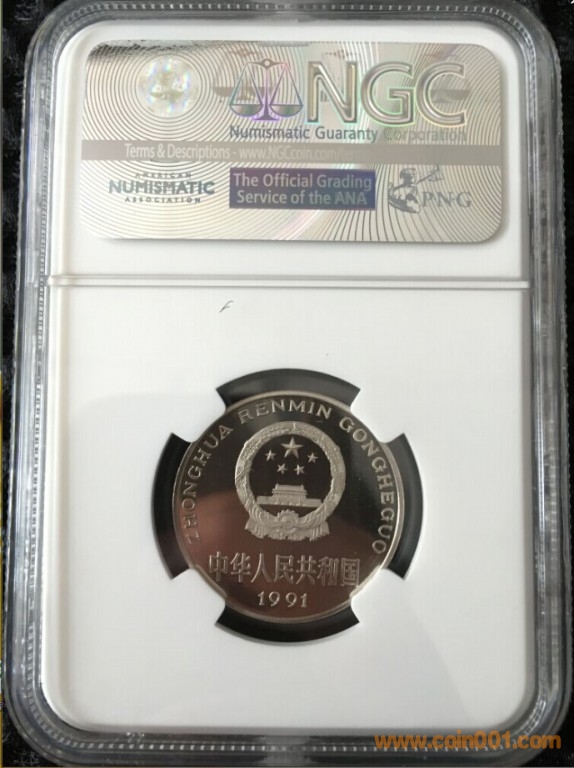 NGC
Numismatic Guaranty Corporation
Terms & Descriptions - www.NGCcoin.com
AMERICAN
NUMISMATIC
ASSOCIATION
The Official Grading
Service of the ANA
PNG
ZHONGHUA RENMIN GONGHEGUO
中华人民共和国
1991
www.coin001.com